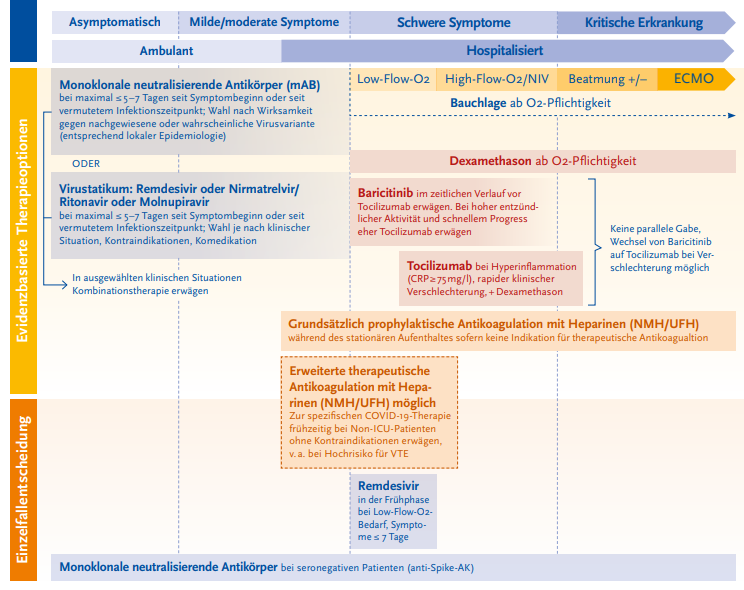 Asymptomatisch
Milde/moderate Symptome
Schwere Symptome
Kritische Erkrankung
Ambulant
Hospitalisiert
Evidenzbasierte Therapieoptionen
Monoklonale neutralisierende Antikörper (mAB)
bei maximal ≤ 5–7 Tagen seit Symptombeginn oder seit
vermutetem Infektionszeitpunkt; Wahl nach Wirksamkeit
gegen nachgewiesene oder wahrscheinliche Virusvariante
(entsprechend lokaler Epidemiologie)
Low-Flow-O2
High-Flow-O2/NIV
Beatmung +/–
ECMO
Bauchlage ab O2-Pflichtigkeit
ODER
Dexamethason ab O2-Pflichtigkeit
Virustatikum: Remdesivir oder Nirmatrelvir/
Ritonavir oder Molnupiravir
bei maximal ≤ 5–7 Tagen seit Symptombeginn oder seit
vermutetem Infektionszeitpunkt; Wahl je nach klinischer
Situation, Kontraindikationen, Komedikation
Baricitinib im zeitlichen Verlauf vor
Tocilizumab erwägen. Bei hoher entzünd-
licher Aktivität und schnellem Progress
eher Tocilizumab erwägen
Keine parallele Gabe,
Wechsel von Baricitinib
auf Tocilizumab bei Ver-
schlechterung möglich
Tocilizumab bei Hyperinflammation
(CRP ≥ 75 mg/l), rapider klinischer
Verschlechterung, + Dexamethason
In ausgewählten klinischen Situationen
Kombinationstherapie erwägen
Grundsätzlich prophylaktische Antikoagulation mit Heparinen (NMH/UFH)
während des stationären Aufenthaltes sofern keine Indikation für therapeutische Antikoagualtion
Erweiterte therapeutische
Antikoagulation mit Hepa-
rinen (NMH/UFH) möglich
Zur spezifischen COVID-19-Therapie
frühzeitig bei Non-ICU-Patienten
ohne Kontraindikationen erwägen,
v. a. bei Hochrisiko für VTE
Einzelfallentscheidung
Remdesivir
in der Frühphase
bei Low-Flow-O2-
Bedarf, Sympto-
me ≤ 7 Tage
Monoklonale neutralisierende Antikörper bei seronegativen Patienten (anti-Spike-AK)